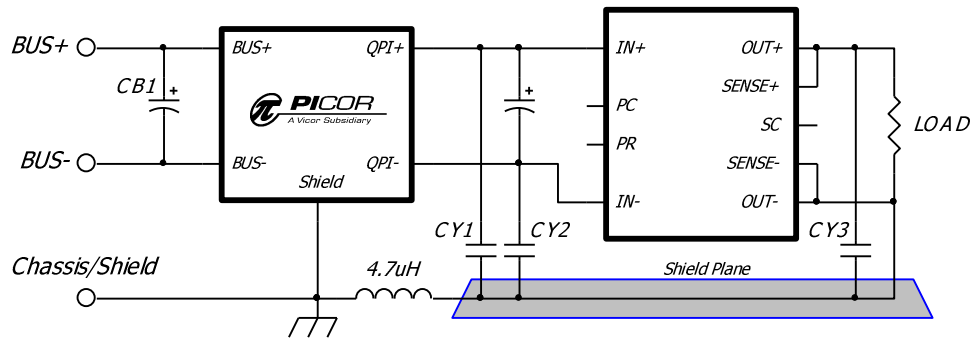 BUS+
BUS-
Chassis/Shield
CB1
+
BUS+
QPI+
PICOR
A Vicor Subsidiary
BUS-
QPI-
Shield
4.7uH
+
CY1
CY2
IN+
OUT+
SENSE+
PC
SC
PR
SENSE-
IN-
OUT-
LOAD
CY3
Shield Plane